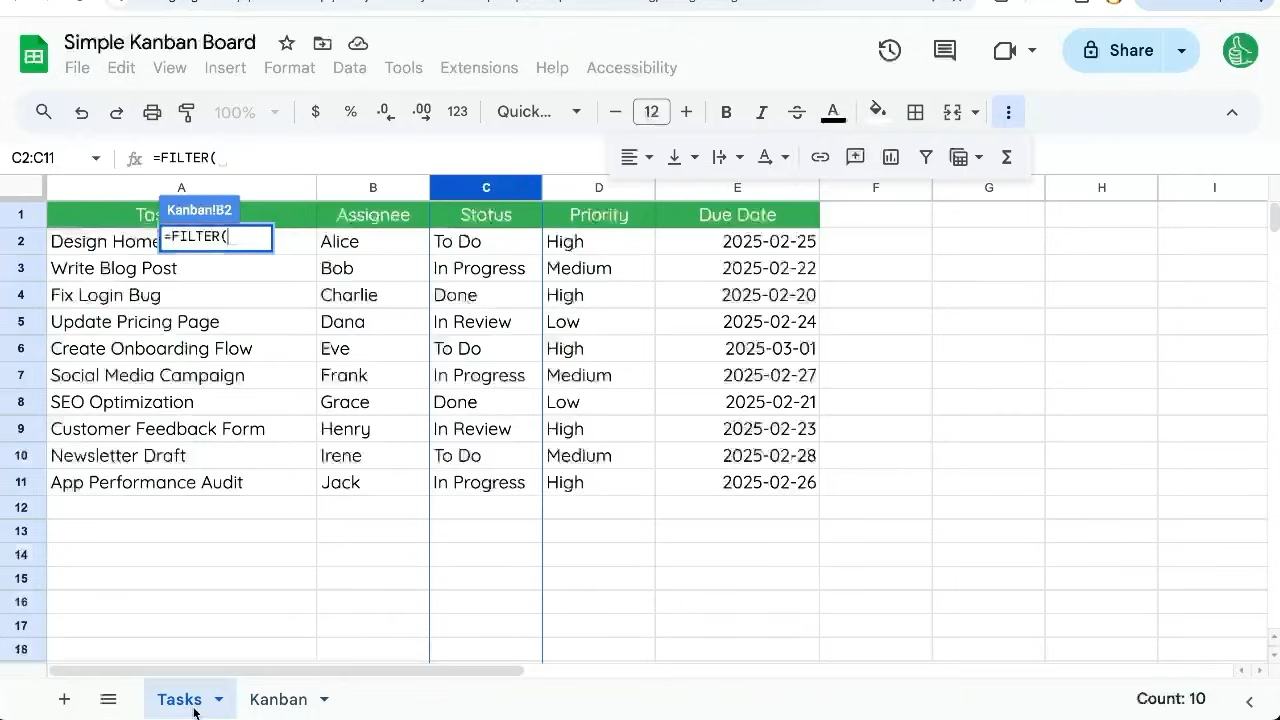 Simple Kanban Board
File Edit View Insert Format Data Tools Extensions Help Accessibility
Share
100% $ % .0 .00 123 Quick... 12 B I A
C2:C11 fx =FILTER(
A B C D E F G H I
1 Assignee Status Priority Due Date
Kanban!B2
=FILTER(
2 Design Home Alice To Do High 2025-02-25
3 Write Blog Post Bob In Progress Medium 2025-02-22
4 Fix Login Bug Charlie Done High 2025-02-20
5 Update Pricing Page Dana In Review Low 2025-02-24
6 Create Onboarding Flow Eve To Do High 2025-03-01
7 Social Media Campaign Frank In Progress Medium 2025-02-27
8 SEO Optimization Grace Done Low 2025-02-21
9 Customer Feedback Form Henry In Review High 2025-02-23
10 Newsletter Draft Irene To Do Medium 2025-02-28
11 App Performance Audit Jack In Progress High 2025-02-26
12
13
14
15
16
17
18
Tasks Kanban Count: 10